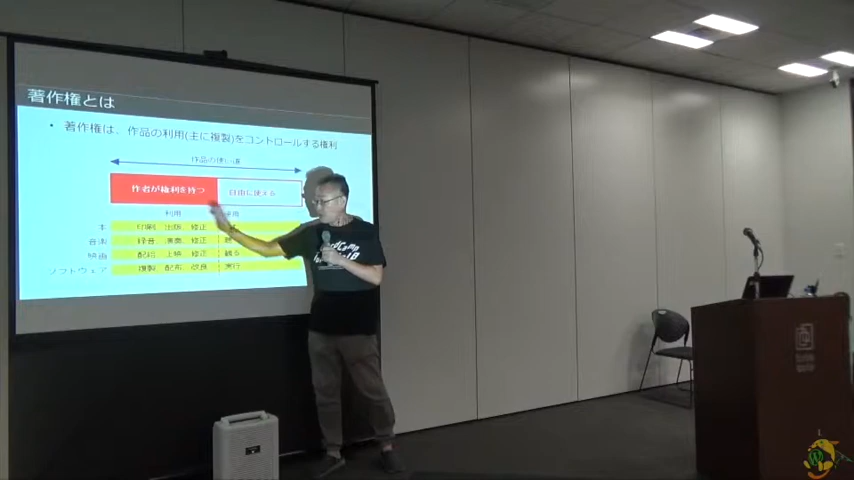 著作権とは
• 著作権は、作品の利用(主に複製)をコントロールする権利
作品の使い道
作者が権利を持つ 自由に使える
利用
本 印刷、出版、修正
音楽 録音、演奏、修正
映画 配給、上映、修正 観る
ソフトウェア 複製、配布、改良 実行
WordCamp